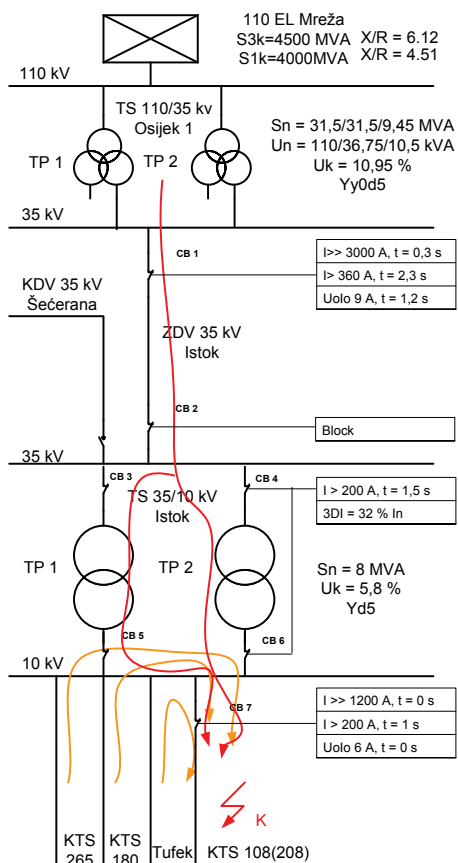 110 EL Mreža
S3k=4500 MVA X/R = 6.12
S1k=4000MVA X/R = 4.51
110 kV
TS 110/35 kv
Osijek 1
TP 1
TP 2
Sn = 31,5/31,5/9,45 MVA
Un = 110/36,75/10,5 kVA
Uk = 10,95 %
Yy0d5
35 kV
CB 1
I>> 3000 A, t = 0,3 s
I> 360 A, t = 2,3 s
Uolo 9 A, t = 1,2 s
KDV 35 kV
Šećerana
ZDV 35 kV
Istok
CB 2
Block
35 kV
CB 3
TS 35/10 kV
Istok
CB 4
I > 200 A, t = 1,5 s
3DI = 32 % In
TP 1
TP 2
Sn = 8 MVA
Uk = 5,8 %
Yd5
CB 5
CB 6
10 kV
CB 7
I >> 1200 A, t = 0 s
I > 200 A, t = 1 s
Uolo 6 A, t = 0 s
K
KTS
265
KTS
180
Tufek
KTS 108(208)